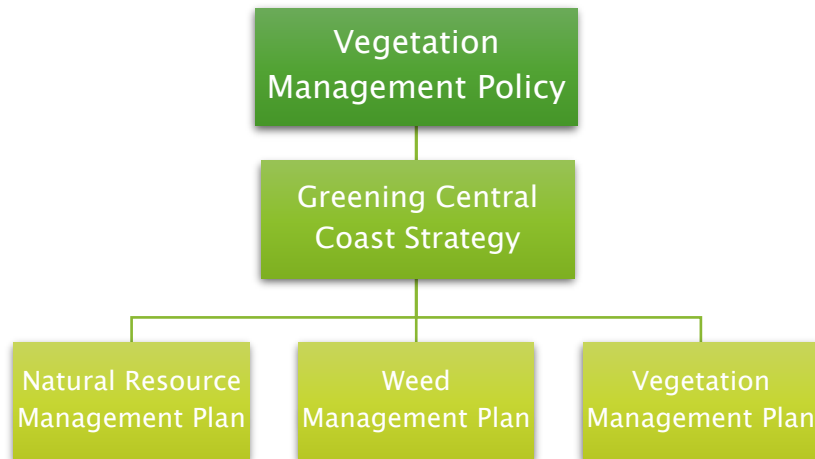 Vegetation
Management Policy
Greening Central
Coast Strategy
Natural Resource
Management Plan
Weed
Management Plan
Vegetation
Management Plan